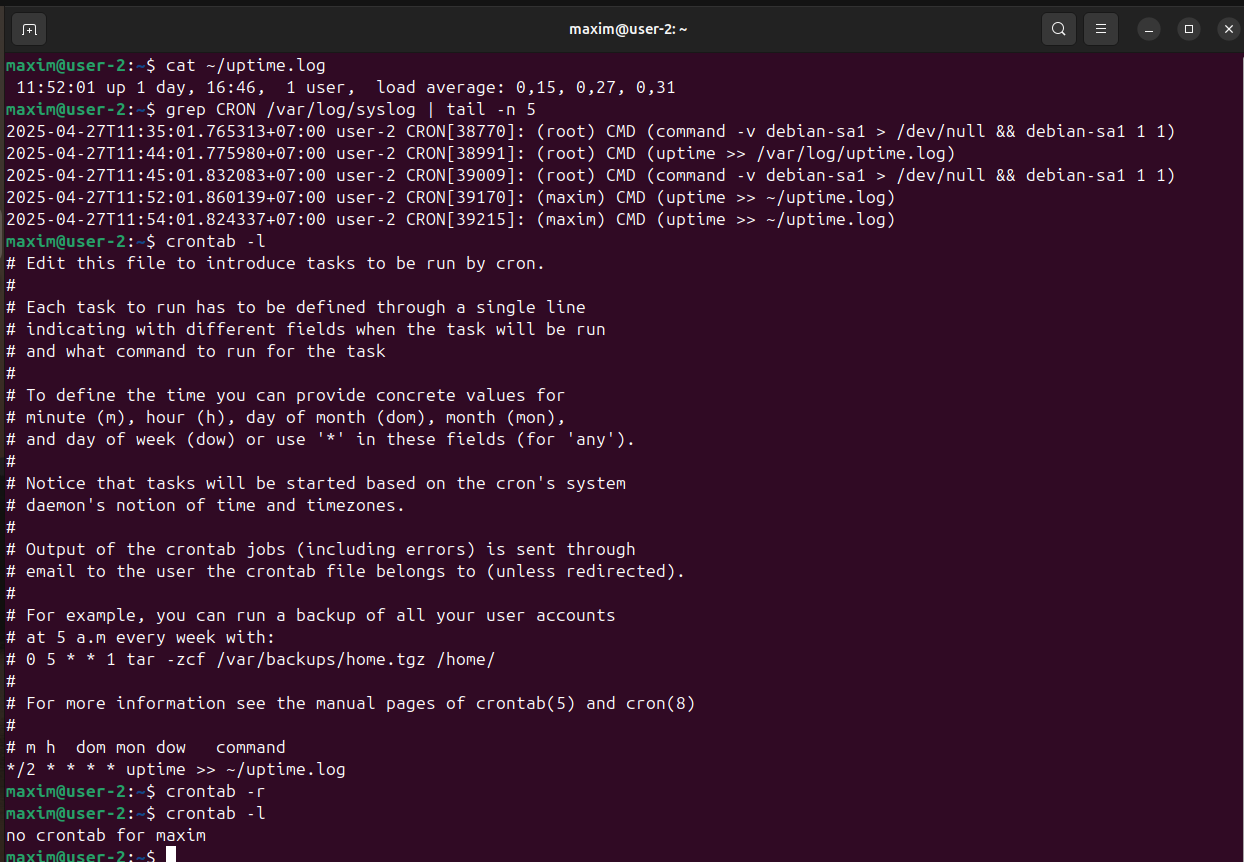 maxim@user-2: ~
maxim@user-2:~$ cat ~/uptime.log
 11:52:01 up 1 day, 16:46,  1 user,  load average: 0,15, 0,27, 0,31
maxim@user-2:~$ grep CRON /var/log/syslog | tail -n 5
2025-04-27T11:35:01.765313+07:00 user-2 CRON[38770]: (root) CMD (command -v debian-sa1 > /dev/null && debian-sa1 1 1)
2025-04-27T11:44:01.775980+07:00 user-2 CRON[38991]: (root) CMD (uptime >> /var/log/uptime.log)
2025-04-27T11:45:01.832083+07:00 user-2 CRON[39009]: (root) CMD (command -v debian-sa1 > /dev/null && debian-sa1 1 1)
2025-04-27T11:52:01.860139+07:00 user-2 CRON[39170]: (maxim) CMD (uptime >> ~/uptime.log)
2025-04-27T11:54:01.824337+07:00 user-2 CRON[39215]: (maxim) CMD (uptime >> ~/uptime.log)
maxim@user-2:~$ crontab -l
# Edit this file to introduce tasks to be run by cron.
#
# Each task to run has to be defined through a single line
# indicating with different fields when the task will be run
# and what command to run for the task
#
# To define the time you can provide concrete values for
# minute (m), hour (h), day of month (dom), month (mon),
# and day of week (dow) or use '*' in these fields (for 'any').
#
# Notice that tasks will be started based on the cron's system
# daemon's notion of time and timezones.
#
# Output of the crontab jobs (including errors) is sent through
# email to the user the crontab file belongs to (unless redirected).
#
# For example, you can run a backup of all your user accounts
# at 5 a.m every week with:
# 0 5 * * 1 tar -zcf /var/backups/home.tgz /home/
#
# For more information see the manual pages of crontab(5) and cron(8)
#
# m h  dom mon dow   command
*/2 * * * * uptime >> ~/uptime.log
maxim@user-2:~$ crontab -r
maxim@user-2:~$ crontab -l
no crontab for maxim
maxim@user-2:~$